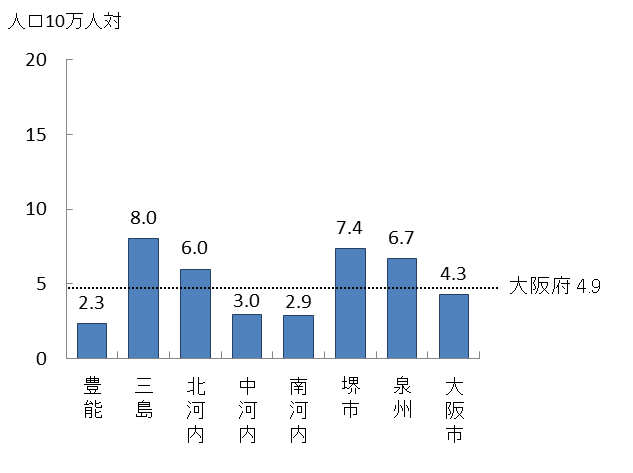 人口10万人対
20
15
10
5
0
2.3
8.0
6.0
3.0
2.9
7.4
6.7
4.3
大阪府 4.9
豊能
三島
北河内
中河内
南河内
堺市
泉州
大阪市